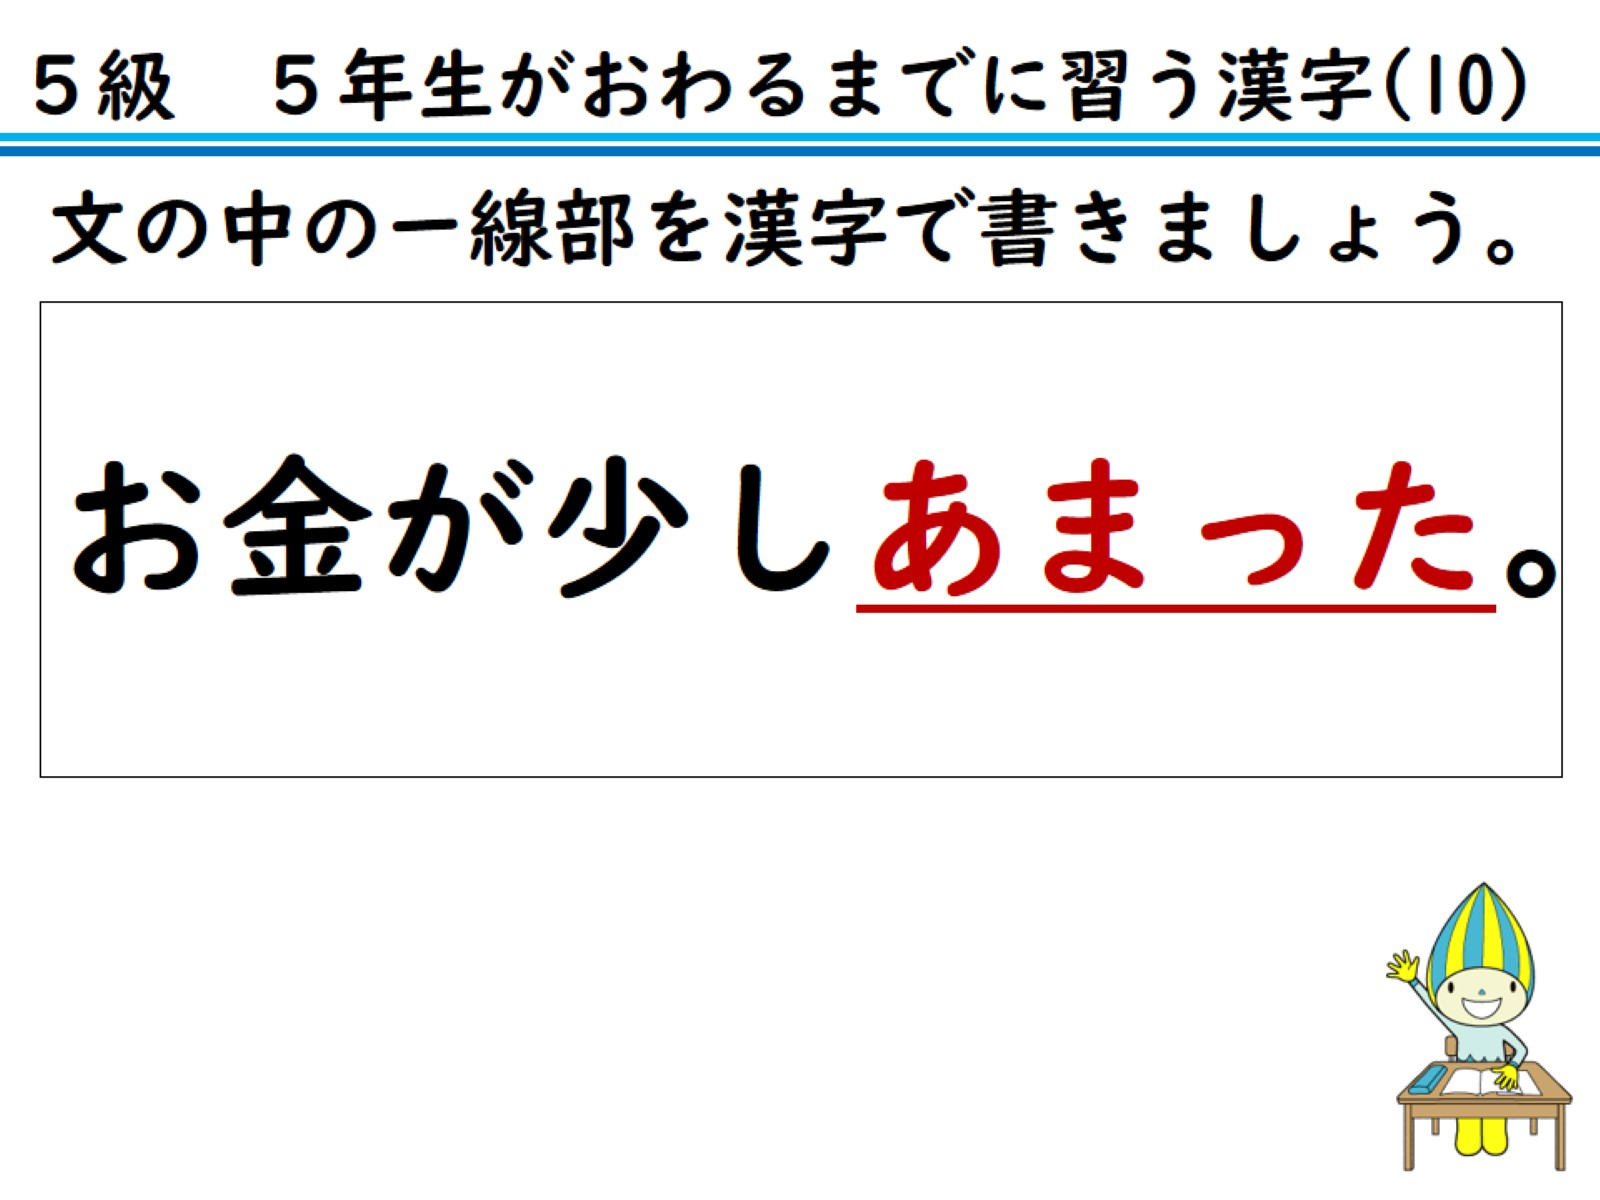 ５級　５年生がおわるまでに習う漢字(10)
文の中の―線部を漢字で書きましょう。
お金が少しあまった。